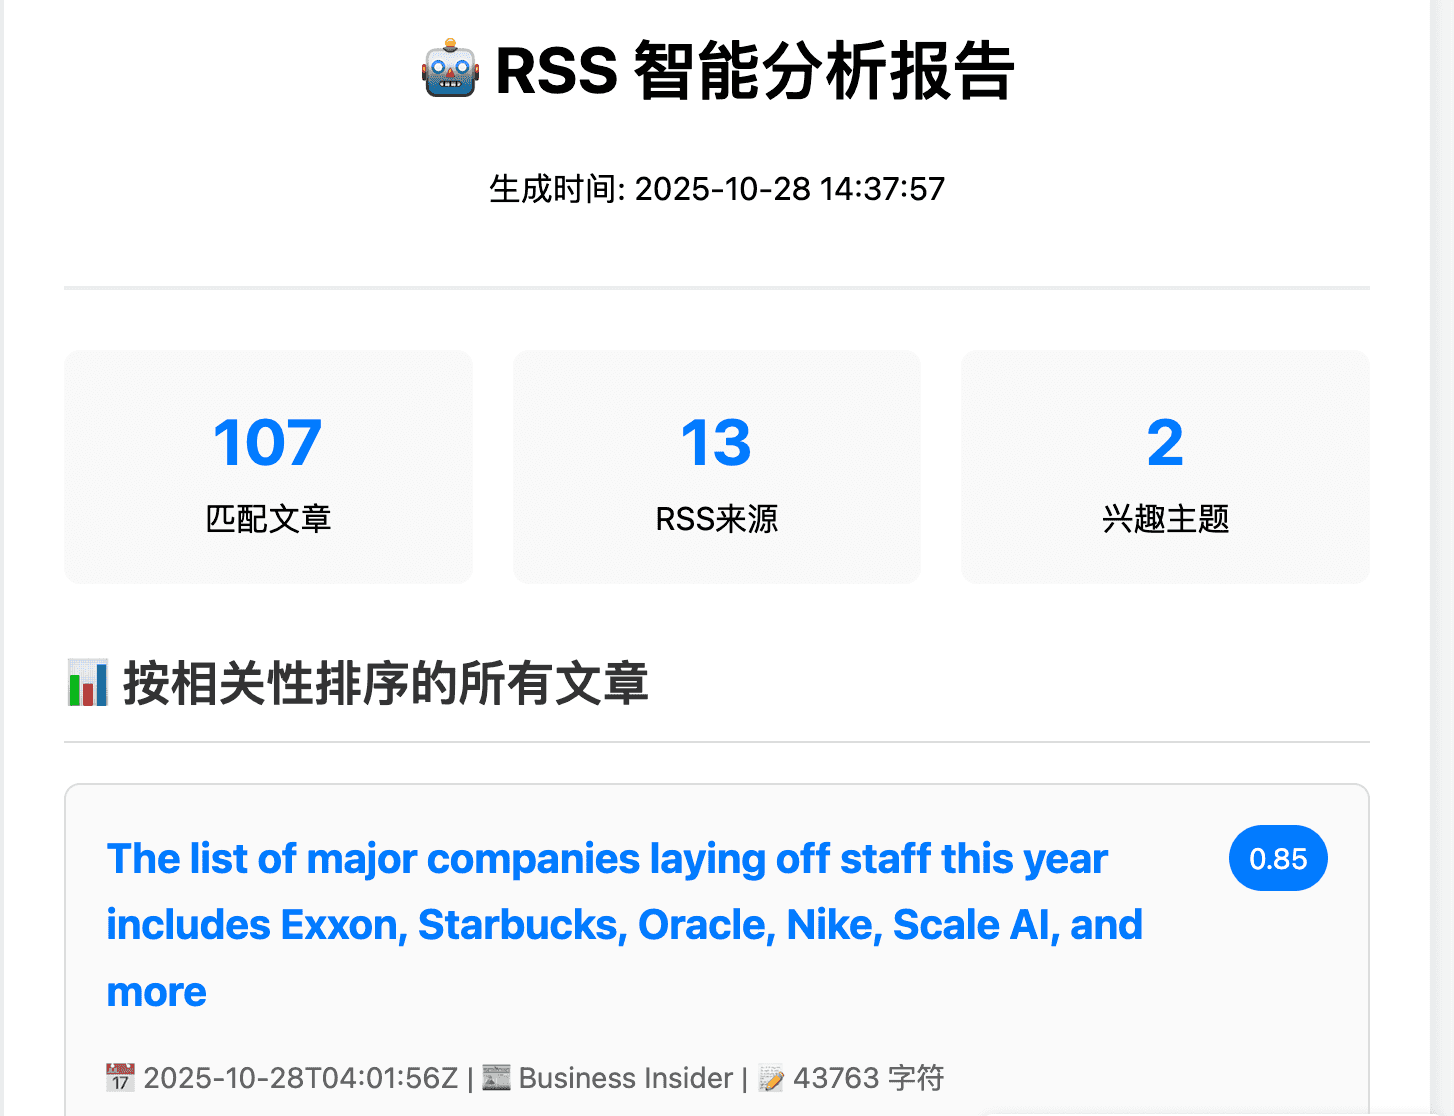 🤖 RSS 智能分析报告
生成时间: 2025-10-28 14:37:57
107
匹配文章
13
RSS来源
2
兴趣主题
📊 按相关性排序的所有文章
The list of major companies laying off staff this year
includes Exxon, Starbucks, Oracle, Nike, Scale AI, and
more
0.85
📅 2025-10-28T04:01:56Z | 📰 Business Insider | 📝 43763 字符